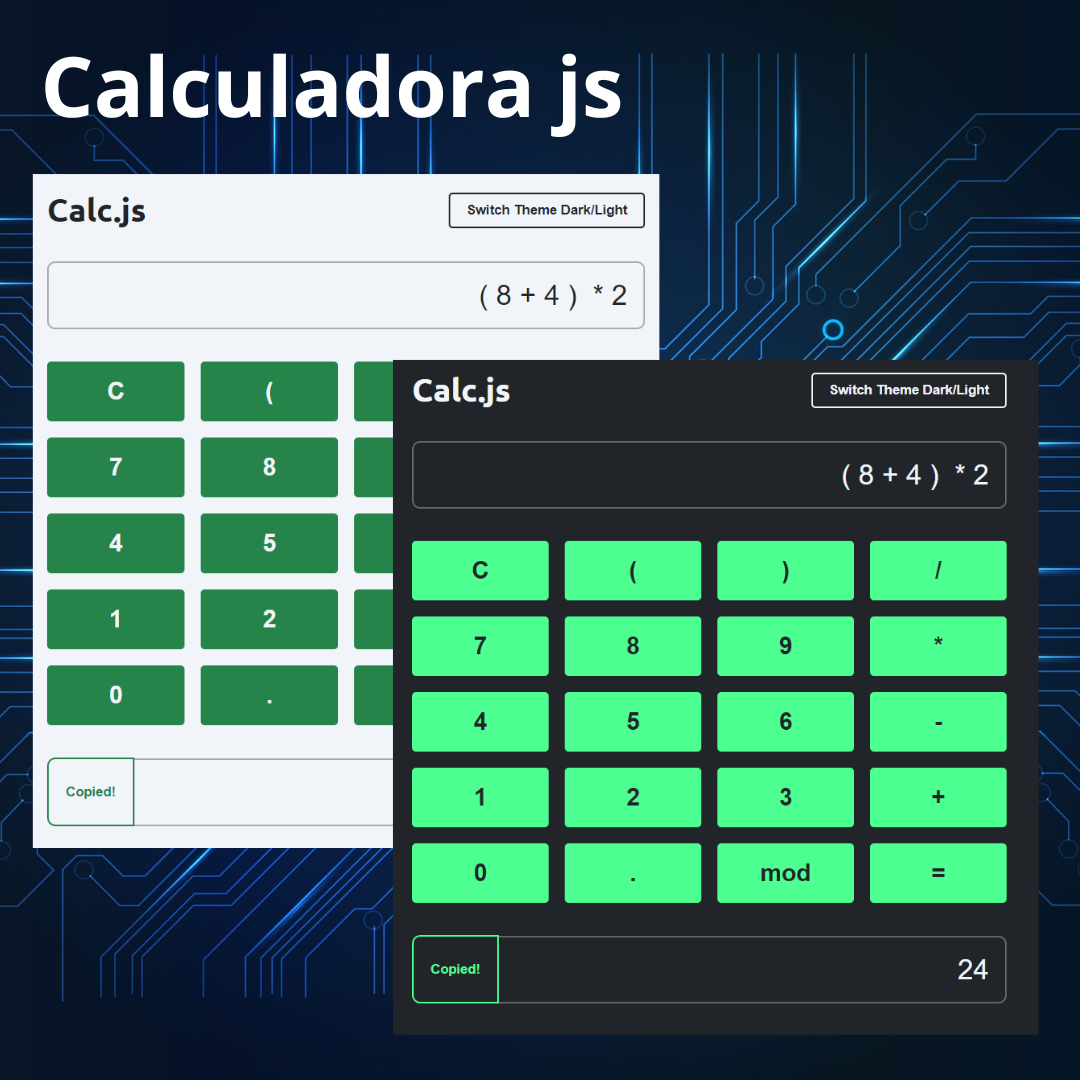 Calculadora js
Calc.js
Switch Theme Dark/Light
( 8 + 4 ) * 2
C (
7 8
4 5
1 2
0 .
Copied!
Calc.js
Switch Theme Dark/Light
( 8 + 4 ) * 2
C ( ) /
7 8 9 *
4 5 6 -
1 2 3 +
0 . mod =
Copied!
24